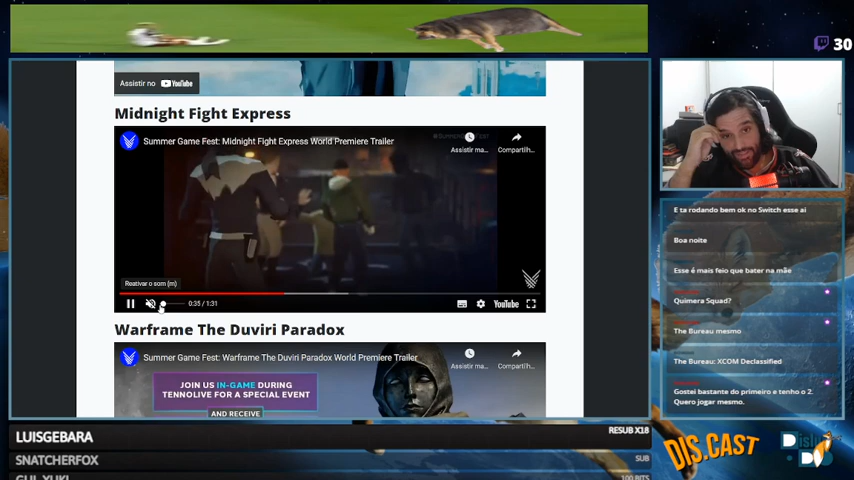 30
Assistir no YouTube
Midnight Fight Express
Summer Game Fest: Midnight Fight Express World Premiere Trailer
Assistir ma...
Compartilh...
Reativar o som (m)
0:35 / 1:31
YouTube
Warframe The Duviri Paradox
Summer Game Fest: Warframe The Duviri Paradox World Premiere Trailer
Assistir ma...
Compartilh...
JOIN US IN-GAME DURING
TENNOLIVE FOR A SPECIAL EVENT
AND RECEIVE
E ta rodando bem ok no Switch esse ai
Boa noite
Esse é mais feio que bater na mãe
Quimera Squad?
The Bureau mesmo
The Bureau: XCOM Declassified
Gostei bastante do primeiro e tenho o 2.
Quero jogar mesmo.
LUISGEBARA
RESUB X18
SNATCHERFOX
SUB
100 BITS
DIS.CAST